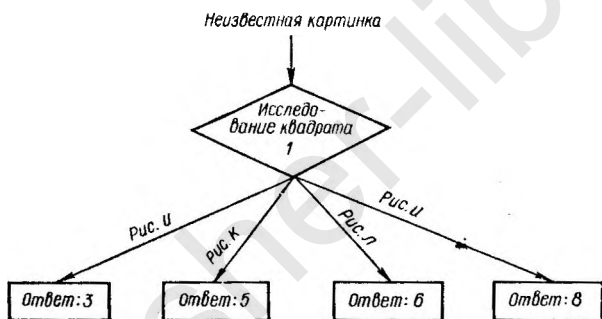 Неизвестная картинка
Исследо-
вание квадрата
1
Рис. и
Рис. к
Рис. л
Рис. и
Ответ: 3
Ответ: 5
Ответ: 6
Ответ: 8